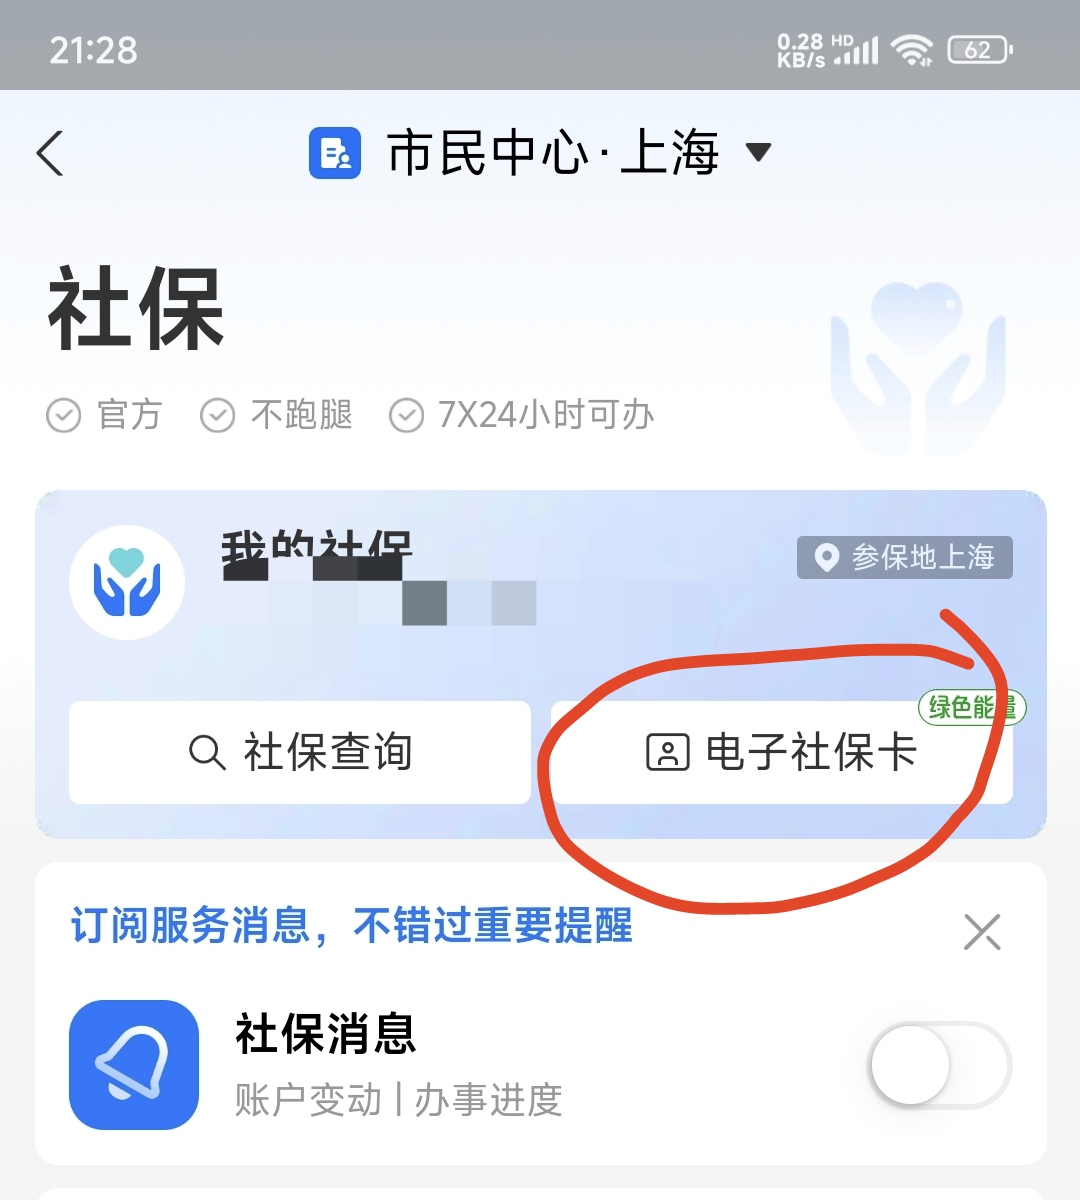 21:28
0.28 KB/s HD 62
市民中心·上海
社保
官方 不跑腿 7X24小时可办
我的社保
参保地上海
社保查询
电子社保卡
绿色能量
订阅服务消息，不错过重要提醒
社保消息
账户变动 | 办事进度